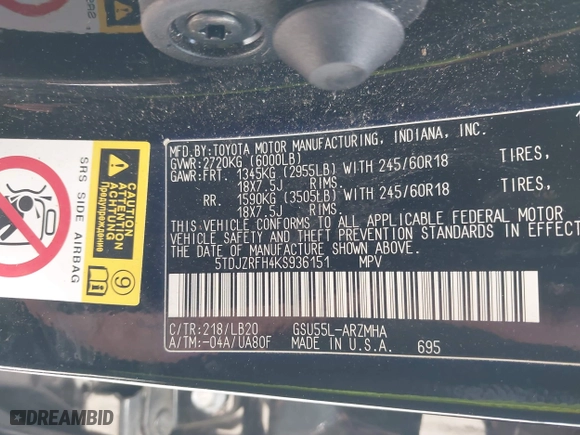 MFD.BY:TOYOTA MOTOR MANUFACTURING, INDIANA, INC.
GVWR:2720KG (6000LB)
GAWR:FRT. 1345KG (2955LB) WITH 245/60R18 TIRES,
18X7.5J RIMS.
RR. 1590KG (3505LB) WITH 245/60R18 TIRES,
18X7.5J RIMS.
THIS VEHICLE CONFORMS TO ALL APPLICABLE FEDERAL MOTOR
VEHICLE SAFETY AND THEFT PREVENTION STANDARDS IN EFFECT
THE DATE OF MANUFACTURE SHOWN ABOVE.
5TDJZRFH4KS936151 MPV
C/TR:218/LB20 GSU55L-ARZMHA
A/TM:-04A/UA80F MADE IN U.S.A. 695
SRS SIDE AIRBAG
CAUTION
ATTENTION
ACHTUNG
Предупреждение
9
DREAMBID